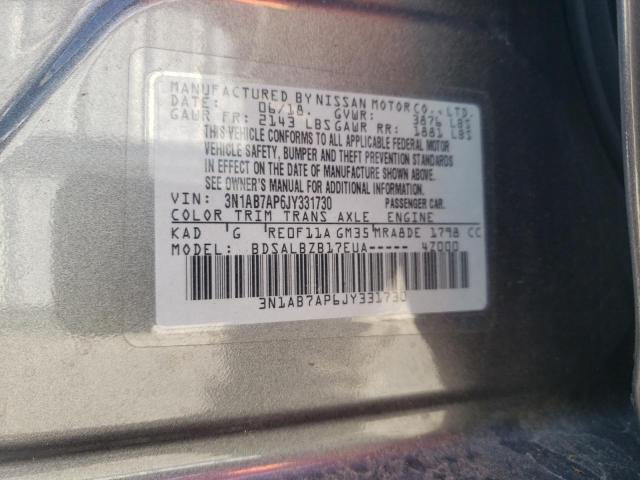 MANUFACTURED BY NISSAN MOTOR CO., LTD.
DATE: 06/18. GVWR: 3876 LBS
GAWR FR: 2143 LBS GAWR RR: 1881 LBS
THIS VEHICLE CONFORMS TO ALL APPLICABLE FEDERAL MOTOR
VEHICLE SAFETY, BUMPER AND THEFT PREVENTION STANDARDS
IN EFFECT ON THE DATE OF MANUFACTURE SHOWN ABOVE.
SEE OWNER'S MANUAL FOR ADDITIONAL INFORMATION.
VIN: 3N1AB7AP6JY331730 PASSENGER CAR.
COLOR TRIM TRANS AXLE ENGINE
KAD G RE0F11A GM35 MRA8DE 1798 CC
MODEL: BDSALBZB17EUA----- 4Z000
3N1AB7AP6JY331730